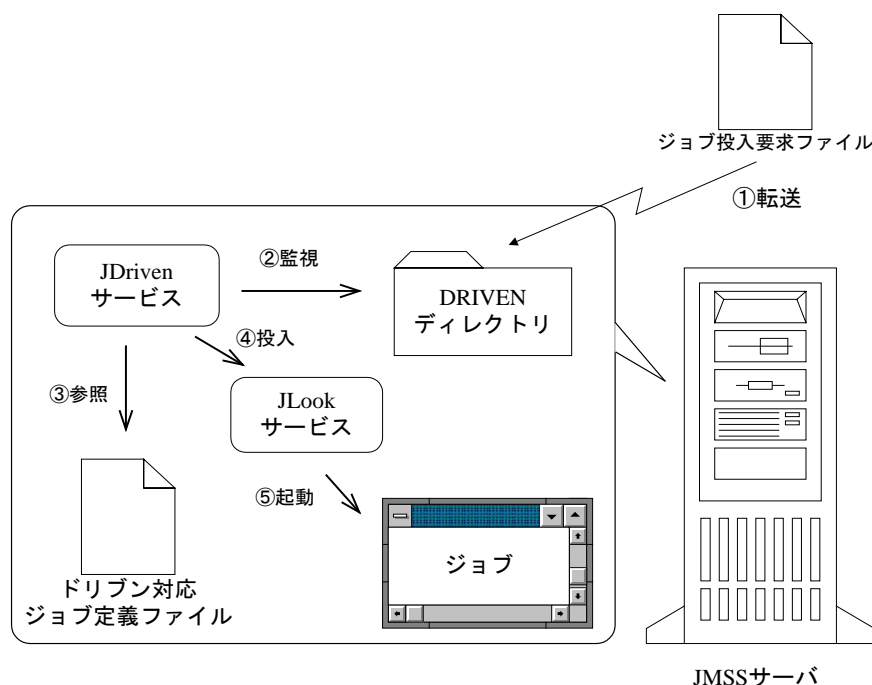 ジョブ投入要求ファイル
①転送
JDriven
サービス
②監視
DRIVEN
ディレクトリ
④投入
③参照
JLook
サービス
⑤起動
ジョブ
ドリブン対応
ジョブ定義ファイル
JMSSサーバ